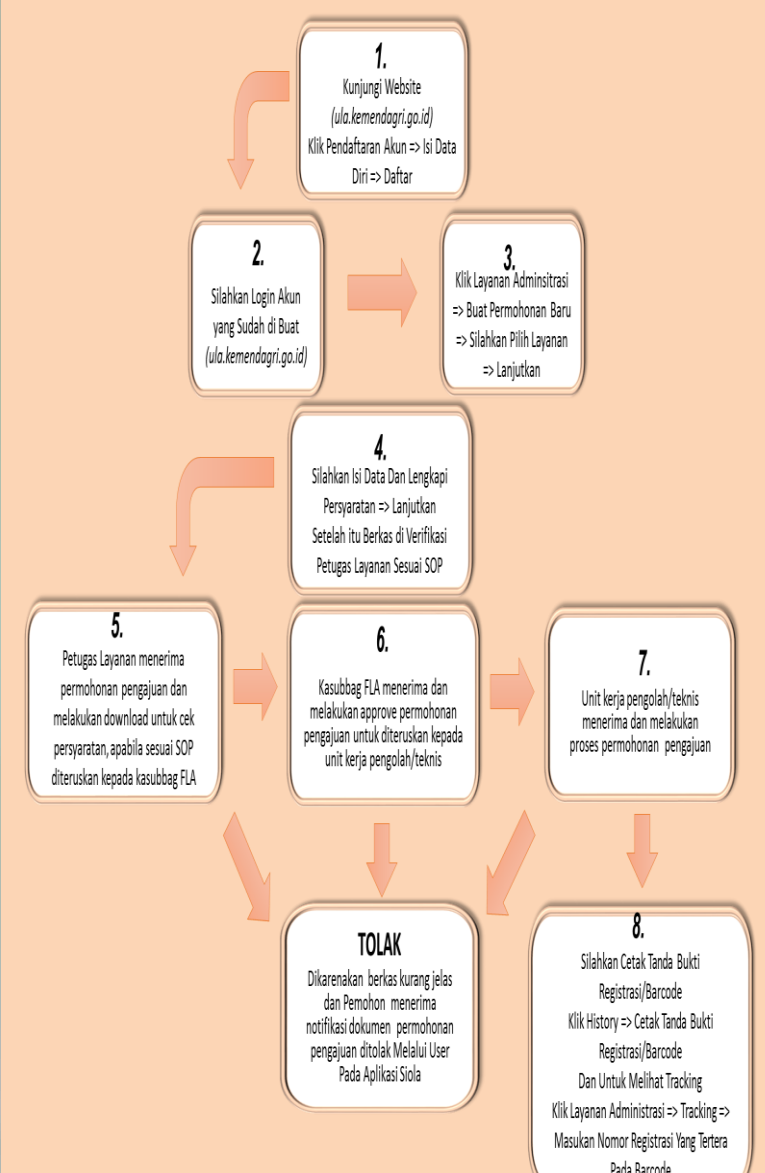 1.
Kunjungi Website
(ula.kemendagri.go.id)
Klik Pendaftaran Akun => Isi Data
Diri => Daftar
2.
Silahkan Login Akun
yang Sudah di Buat
(ula.kemendagri.go.id)
3.
Klik Layanan Adminsitrasi
=> Buat Permohonan Baru
=> Silahkan Pilih Layanan
=> Lanjutkan
4.
Silahkan Isi Data Dan Lengkapi
Persyaratan => Lanjutkan
Setelah itu Berkas di Verifikasi
Petugas Layanan Sesuai SOP
5.
Petugas Layanan menerima
permohonan pengajuan dan
melakukan download untuk cek
persyaratan, apabila sesuai SOP
diteruskan kepada kasubbag FLA
6.
Kasubbag FLA menerima dan
melakukan approve permohonan
pengajuan untuk diteruskan kepada
unit kerja pengolah/teknis
7.
Unit kerja pengolah/teknis
menerima dan melakukan
proses permohonan pengajuan
TOLAK
Dikarenakan berkas kurang jelas
dan Pemohon menerima
notifikasi dokumen permohonan
pengajuan ditolak Melalui User
Pada Aplikasi Siola
8.
Silahkan Cetak Tanda Bukti
Registrasi/Barcode
Klik History => Cetak Tanda Bukti
Registrasi/Barcode
Dan Untuk Melihat Tracking
Klik Layanan Administrasi => Tracking =>
Masukan Nomor Registrasi Yang Tertera
Pada Barcode